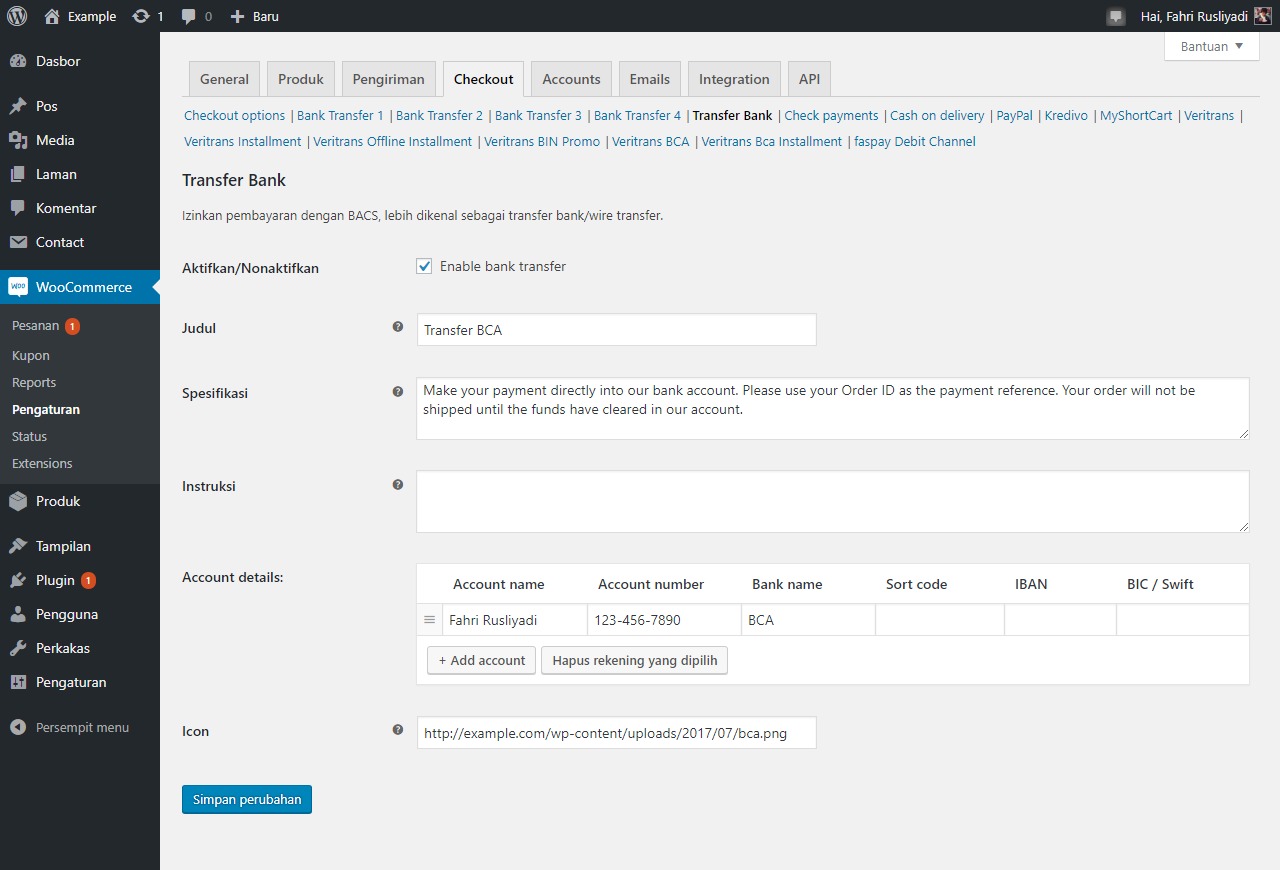 Example 1 0 Baru Hai, Fahri Rusliyadi
Bantuan
Dasbor
Pos
Media
Laman
Komentar
Contact
WOO WooCommerce
Pesanan 1
Kupon
Reports
Pengaturan
Status
Extensions
Produk
Tampilan
Plugin 1
Pengguna
Perkakas
Pengaturan
Persempit menu
General Produk Pengiriman Checkout Accounts Emails Integration API
Checkout options | Bank Transfer 1 | Bank Transfer 2 | Bank Transfer 3 | Bank Transfer 4 | Transfer Bank | Check payments | Cash on delivery | PayPal | Kredivo | MyShortCart | Veritrans |
Veritrans Installment | Veritrans Offline Installment | Veritrans BIN Promo | Veritrans BCA | Veritrans Bca Installment | faspay Debit Channel
Transfer Bank
Izinkan pembayaran dengan BACS, lebih dikenal sebagai transfer bank/wire transfer.
Aktifkan/Nonaktifkan Enable bank transfer
Judul ? Transfer BCA
Spesifikasi ? Make your payment directly into our bank account. Please use your Order ID as the payment reference. Your order will not be
shipped until the funds have cleared in our account.
Instruksi ?
Account details: Account name Account number Bank name Sort code IBAN BIC / Swift
Fahri Rusliyadi 123-456-7890 BCA
+ Add account Hapus rekening yang dipilih
Icon ? http://example.com/wp-content/uploads/2017/07/bca.png
Simpan perubahan